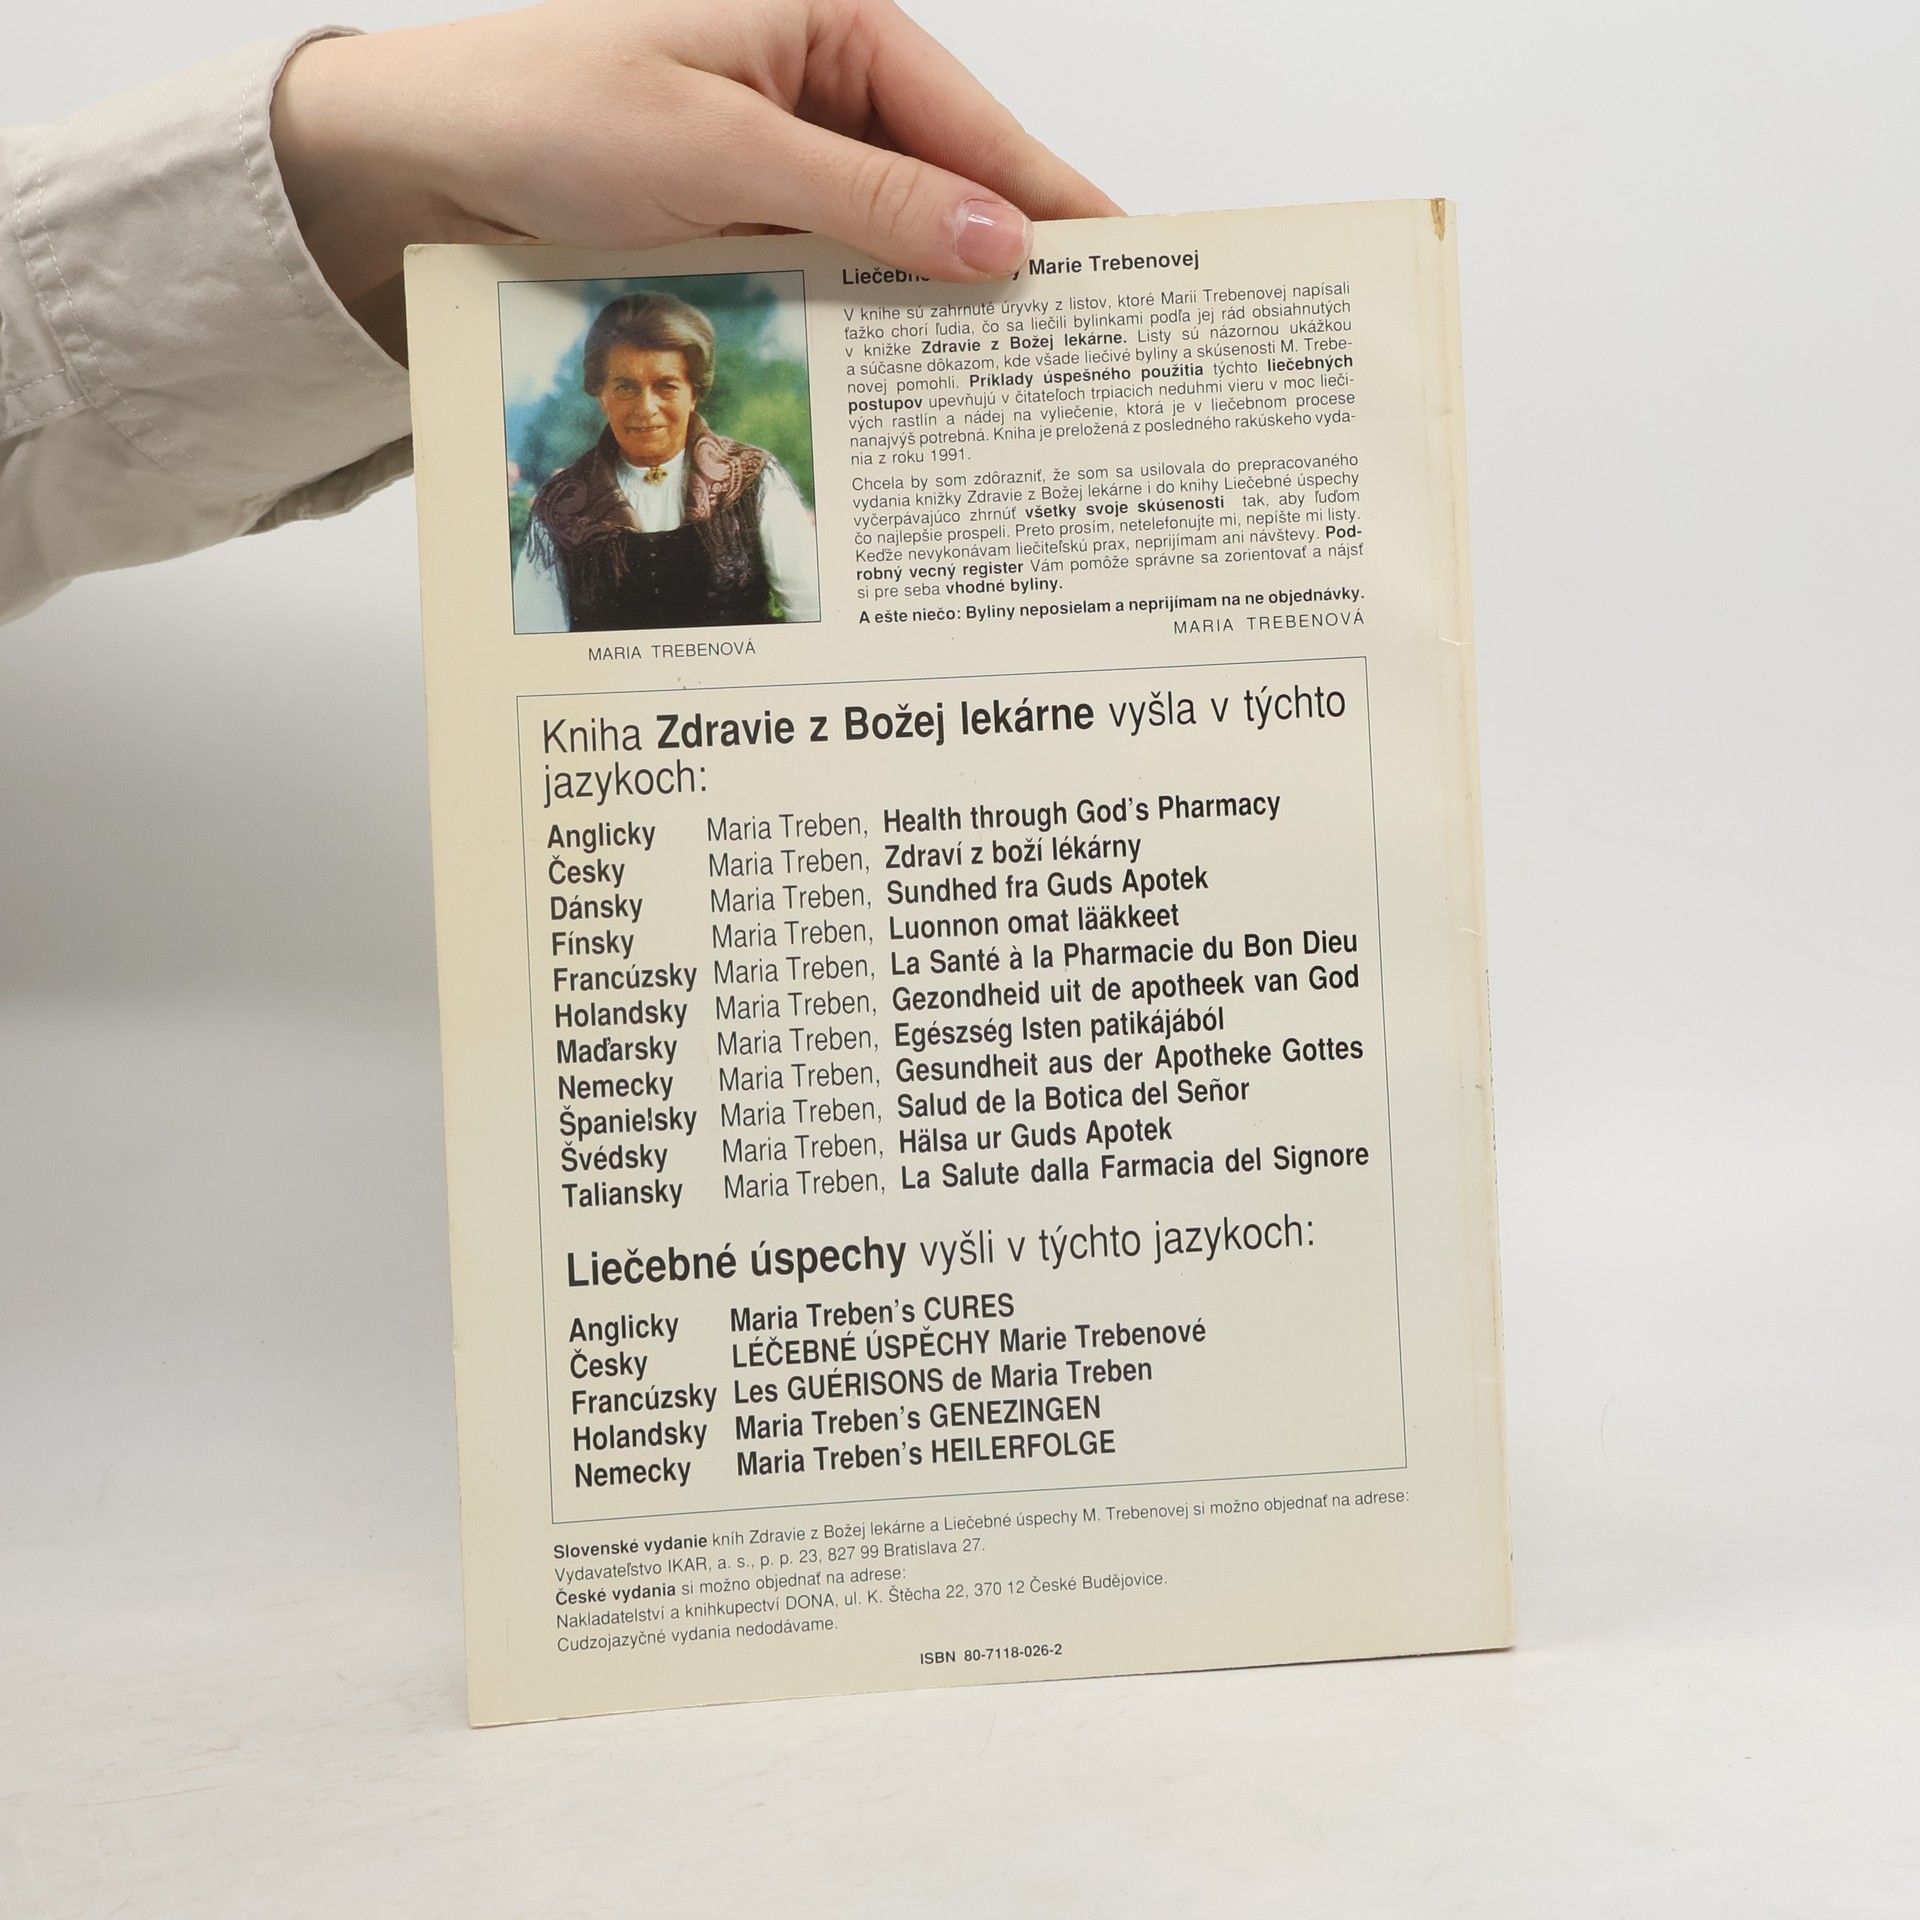 Liečebn Marie Trebenovej
V knihe sú zahrnuté úryvky z listov, ktoré Marii Trebenovej napísali
ťažko chorí ľudia, čo sa liečili bylinkami podľa jej rád obsiahnutých
v knižke Zdravie z Božej lekárne. Listy sú názornou ukážkou
a súčasne dôkazom, kde všade liečivé byliny a skúsenosti M. Trebe-
novej pomohli. Príklady úspešného použitia týchto liečebných
postupov upevňujú v čitateľoch trpiacich neduhmi vieru v moc lieči-
vých rastlín a nádej na vyliečenie, ktorá je v liečebnom procese
nanajvýš potrebná. Kniha je preložená z posledného rakúskeho vyda-
nia z roku 1991.
Chcela by som zdôrazniť, že som sa usilovala do prepracovaného
vydania knižky Zdravie z Božej lekárne i do knihy Liečebné úspechy
vyčerpávajúco zhrnúť všetky svoje skúsenosti tak, aby ľuďom
čo najlepšie prospeli. Preto prosím, netelefonujte mi, nepíšte mi listy.
Keďže nevykonávam liečiteľskú prax, neprijímam ani návštevy. Pod-
robný vecný register Vám pomôže správne sa zorientovať a nájsť
si pre seba vhodné byliny.
A ešte niečo: Byliny neposielam a neprijímam na ne objednávky.
MARIA TREBENOVÁ
MARIA TREBENOVÁ
Kniha Zdravie z Božej lekárne vyšla v týchto
jazykoch:
Anglicky Maria Treben, Health through God's Pharmacy
Česky Maria Treben, Zdraví z boží lékárny
Dánsky Maria Treben, Sundhed fra Guds Apotek
Fínsky Maria Treben, Luonnon omat lääkkeet
Francúzsky Maria Treben, La Santé à la Pharmacie du Bon Dieu
Holandsky Maria Treben, Gezondheid uit de apotheek van God
Maďarsky Maria Treben, Egészség Isten patikájából
Nemecky Maria Treben, Gesundheit aus der Apotheke Gottes
Španielsky Maria Treben, Salud de la Botica del Señor
Švédsky Maria Treben, Hälsa ur Guds Apotek
Taliansky Maria Treben, La Salute dalla Farmacia del Signore
Liečebné úspechy vyšli v týchto jazykoch:
Anglicky Maria Treben's CURES
Česky LÉČEBNÉ ÚSPĚCHY Marie Trebenové
Francúzsky Les GUÉRISONS de Maria Treben
Holandsky Maria Treben's GENEZINGEN
Nemecky Maria Treben's HEILERFOLGE
Slovenské vydanie kníh Zdravie z Božej lekárne a Liečebné úspechy M. Trebenovej si možno objednať na adrese:
Vydavateľstvo IKAR, a. s., p. p. 23, 827 99 Bratislava 27.
České vydania si možno objednať na adrese:
Nakladatelství a knihkupectví DONA, ul. K. Štěcha 22, 370 12 České Budějovice.
Cudzojazyčné vydania nedodávame.
ISBN 80-7118-026-2